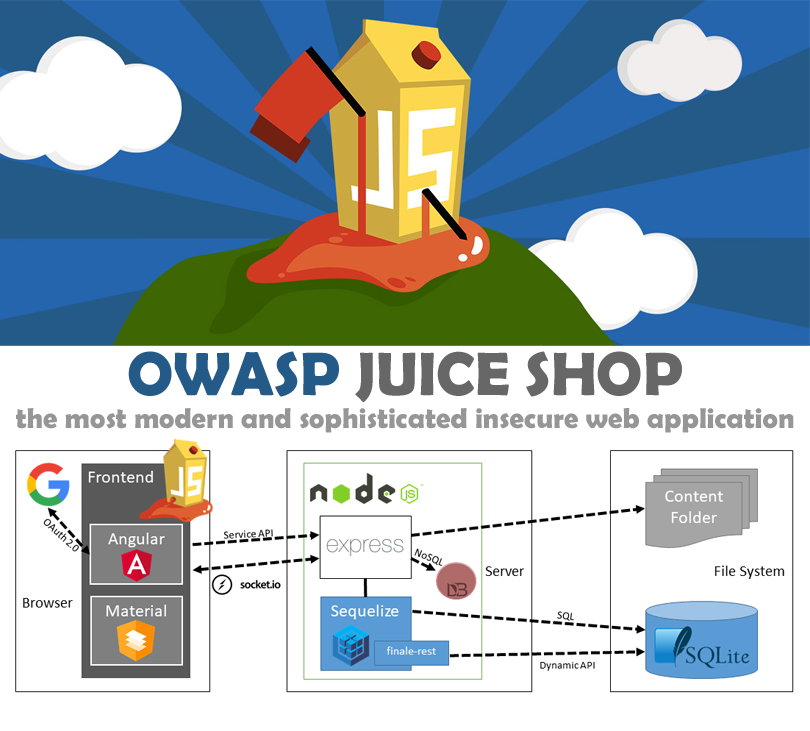 JS
OWASP JUICE SHOP
the most modern and sophisticated insecure web application
Frontend
JS
OAuth 2.0
Angular
A
Material
Browser
Service API
socket.io
node
JS
™
express
NoSQL
DB
Server
Sequelize
finale-rest
SQL
Dynamic API
Content
Folder
File System
SQLite